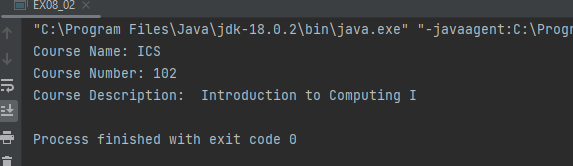 EX08_02
"C:\Program Files\Java\jdk-18.0.2\bin\java.exe" "-javaagent:C:\Progr
Course Name: ICS
Course Number: 102
Course Description:  Introduction to Computing I
Process finished with exit code 0